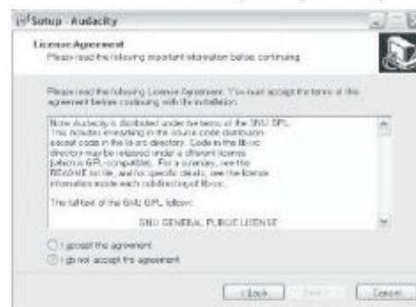 Setup - Audacity
License Agreement
Please read the following important information before continuing
Please read the following License Agreement. You must accept the terms of this
agreement before continuing with the installation.
Note: Audacity is distributed under the terms of the GNU GPL.
This includes everything in the source code distribution
except code in the lib-src directory. Code in the lib-src
directory may be released under a different license
(which is GPL-compatible. For a summary, see the
README.txt file, and for specific details, see the license
information inside each subdirectory of lib-src.
The full text of the GNU GPL follows:
GNU GENERAL PUBLIC LICENSE
I accept the agreement
I do not accept the agreement
< Back
Cancel